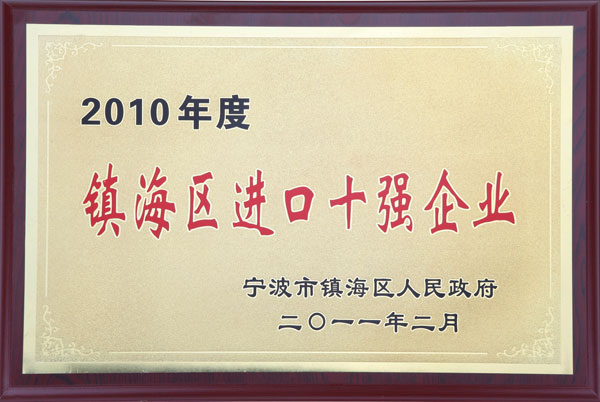 2010年度
镇海区进口十强企业
宁波市镇海区人民政府
二〇一一年二月